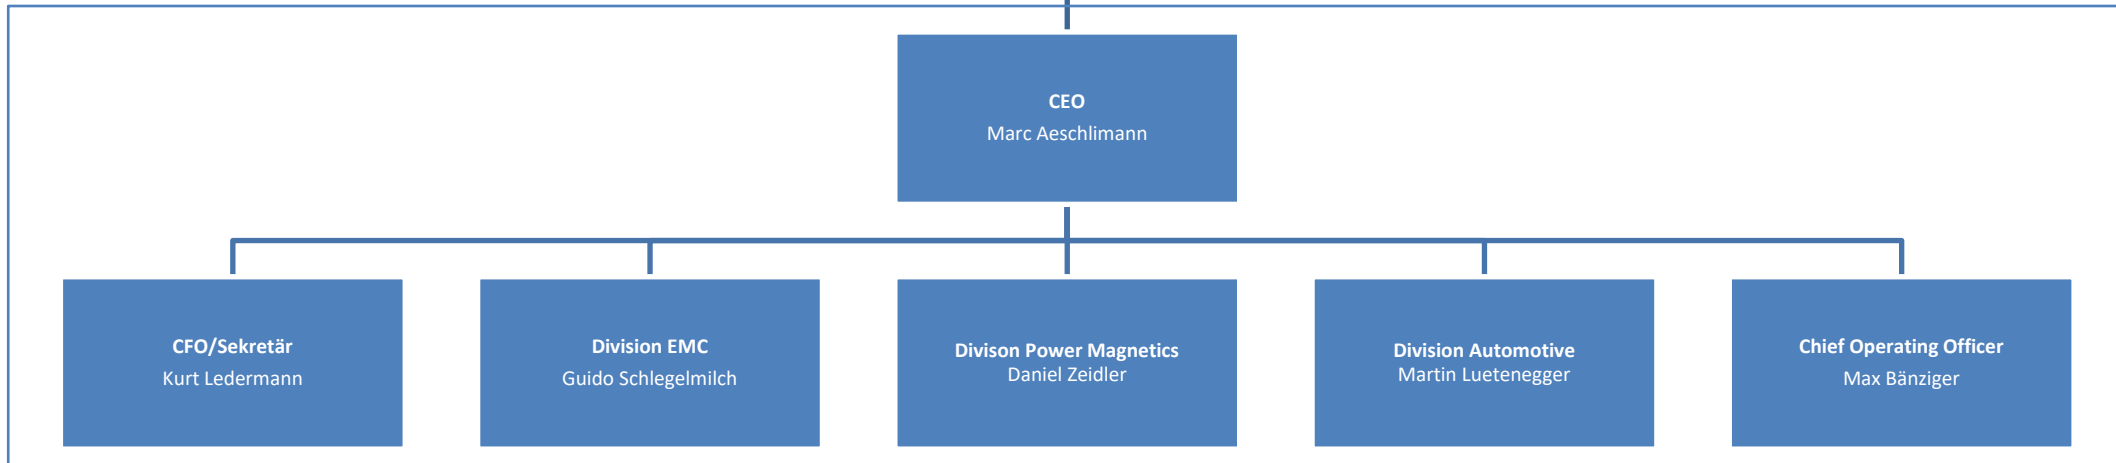 CEO
Marc Aeschlimann
CFO/Sekretär
Kurt Ledermann
Division EMC
Guido Schlegelmilch
Divison Power Magnetics
Daniel Zeidler
Division Automotive
Martin Luetenegger
Chief Operating Officer
Max Bänziger